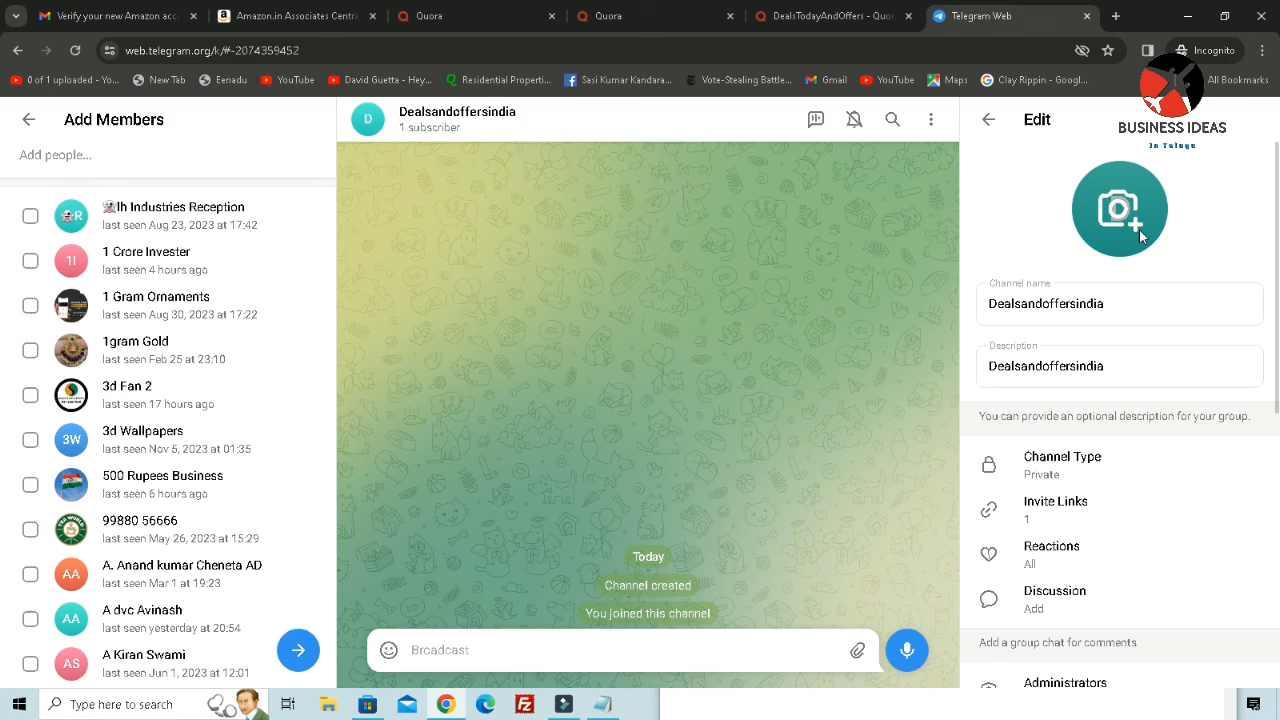 Verify your new Amazon acc
Amazon.in Associates Centr
Quora
Quora
DealsTodayAndOffers - Quor
Telegram Web
web.telegram.org/k/#-2074359452
Incognito
0 of 1 uploaded - Yo...
New Tab
Eenadu
YouTube
David Guetta - Hey...
Residential Properti...
Sasi Kumar Kandara...
Vote-Stealing Battle...
Gmail
YouTube
Maps
Clay Rippin - Googl...
All Bookmarks
BUSINESS IDEAS
In Telugu
Add Members
Add people...
lh Industries Reception
last seen Aug 23, 2023 at 17:42
1I
1 Crore Invester
last seen 4 hours ago
1 Gram Ornaments
last seen Aug 30, 2023 at 17:22
1gram Gold
last seen Feb 25 at 23:10
3d Fan 2
last seen 17 hours ago
3W
3d Wallpapers
last seen Nov 5, 2023 at 01:35
500 Rupees Business
last seen 6 hours ago
99880 56666
last seen May 26, 2023 at 15:29
AA
A. Anand kumar Cheneta AD
last seen Mar 1 at 19:23
AA
A dvc Avinash
last seen yesterday at 20:54
AS
A Kiran Swami
last seen Jun 1, 2023 at 12:01
D
Dealsandoffersindia
1 subscriber
Today
Channel created
You joined this channel
Broadcast
Edit
Channel name
Dealsandoffersindia
Description
Dealsandoffersindia
You can provide an optional description for your group.
Channel Type
Private
Invite Links
1
Reactions
All
Discussion
Add
Add a group chat for comments
Administrators
Type here to search